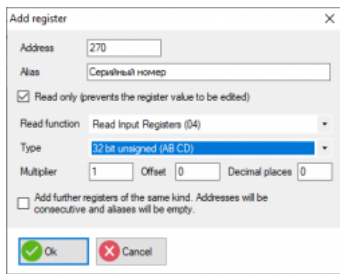 Add register
Address 270
Alias Серийный номер
Read only (prevents the register value to be edited)
Read function Read Input Registers (04)
Type 32 bit unsigned (AB CD)
Multiplier 1 Offset 0 Decimal places 0
Add further registers of the same kind. Addresses will be
consecutive and aliases will be empty.
Ok Cancel